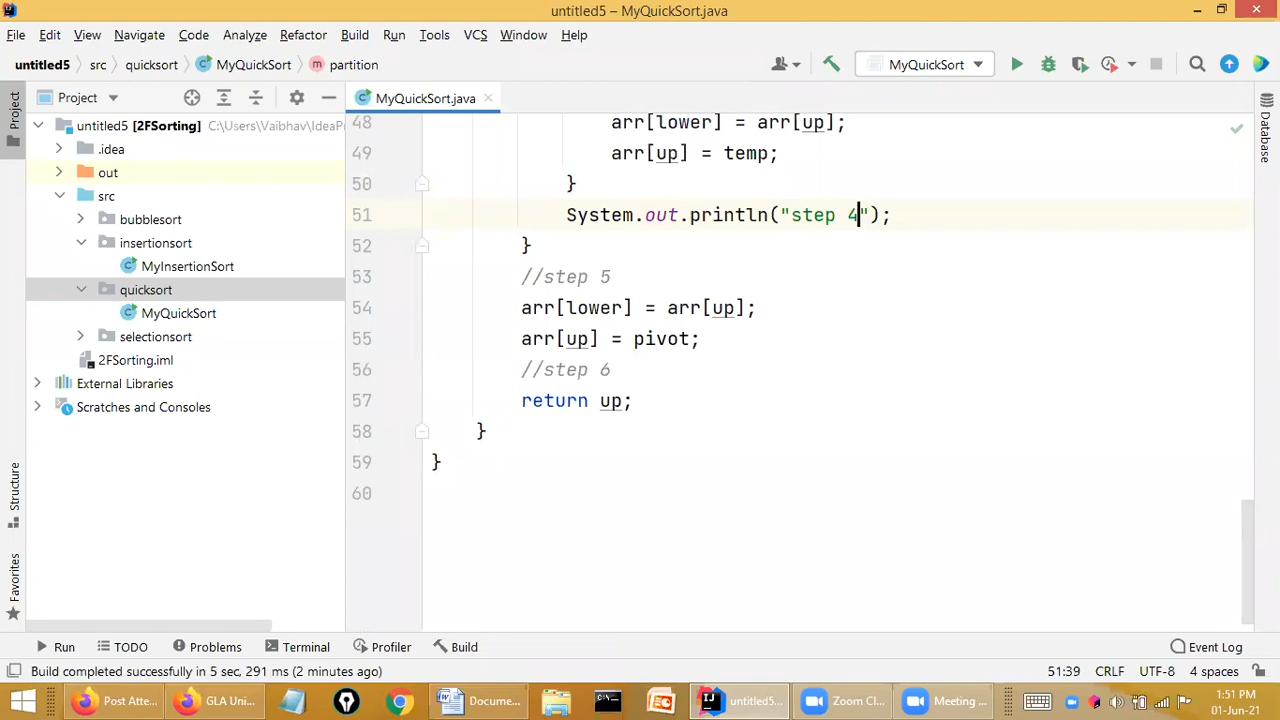 untitled5 – MyQuickSort.java
File Edit View Navigate Code Analyze Refactor Build Run Tools VCS Window Help
untitled5 src quicksort MyQuickSort partition MyQuickSort
Project
MyQuickSort.java
untitled5 [2FSorting] C:\Users\Vaibhav\IdeaPr
.idea
out
src
bubblesort
insertionsort
MyInsertionSort
quicksort
MyQuickSort
selectionsort
2FSorting.iml
External Libraries
Scratches and Consoles
48 arr[lower] = arr[up];
49 arr[up] = temp;
50 }
51 System.out.println("step 4");
52 }
53 //step 5
54 arr[lower] = arr[up];
55 arr[up] = pivot;
56 //step 6
57 return up;
58 }
59 }
60
Project
Structure
Favorites
Database
Run TODO Problems Terminal Profiler Build Event Log
Build completed successfully in 5 sec, 291 ms (2 minutes ago) 51:39 CRLF UTF-8 4 spaces
Post Atte... GLA Uni... Docume... untitled5... Zoom Cl... Meeting ...
1:51 PM
01-Jun-21